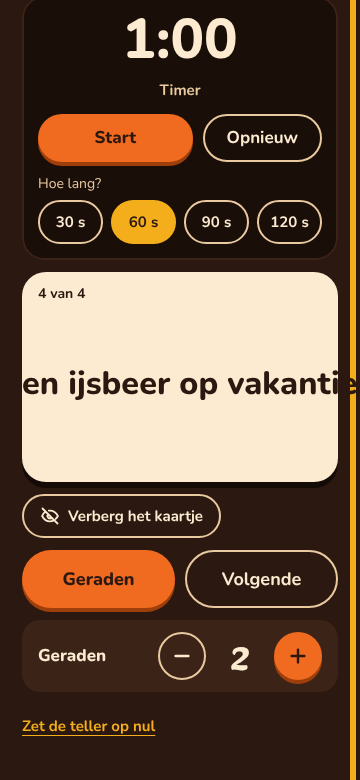 1:00
Timer
Start
Opnieuw
Hoe lang?
30 s
60 s
90 s
120 s
4 van 4
en ijsbeer op vakantie
Verberg het kaartje
Geraden
Volgende
Geraden
− 2 +
Zet de teller op nul